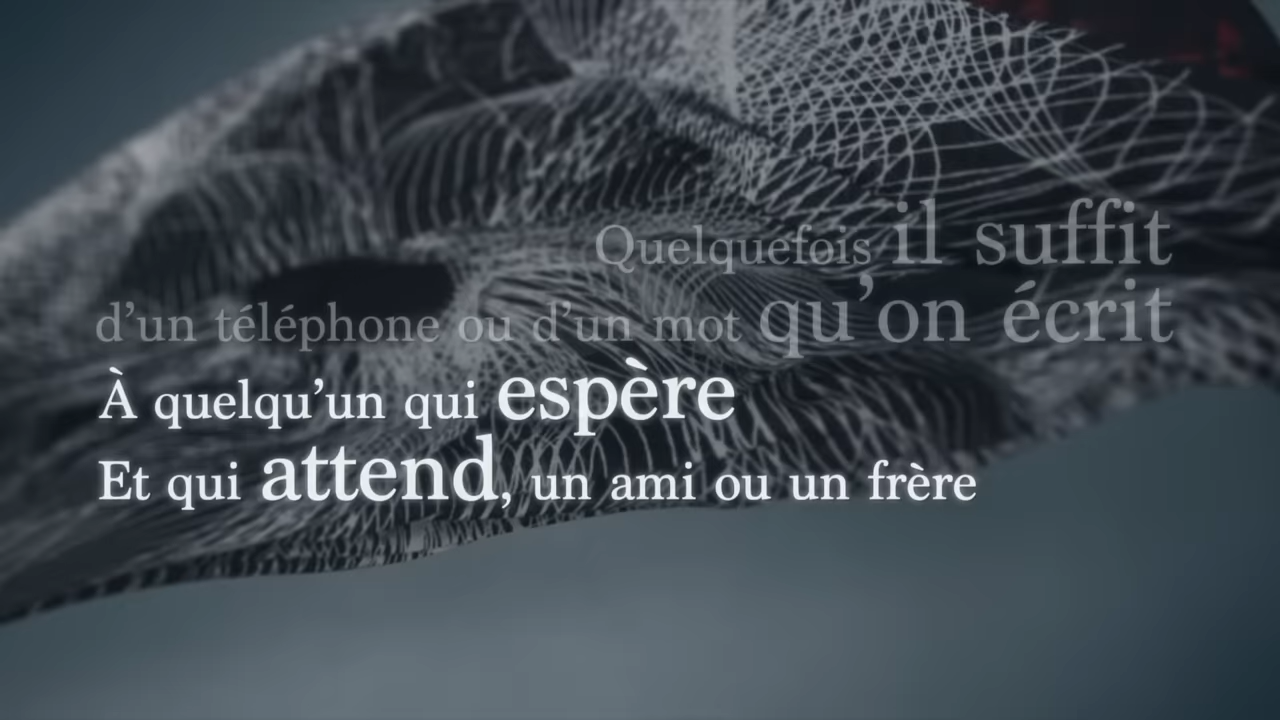 Quelquefois il suffit
d’un téléphone ou d’un mot qu’on écrit
À quelqu’un qui espère
Et qui attend, un ami ou un frère